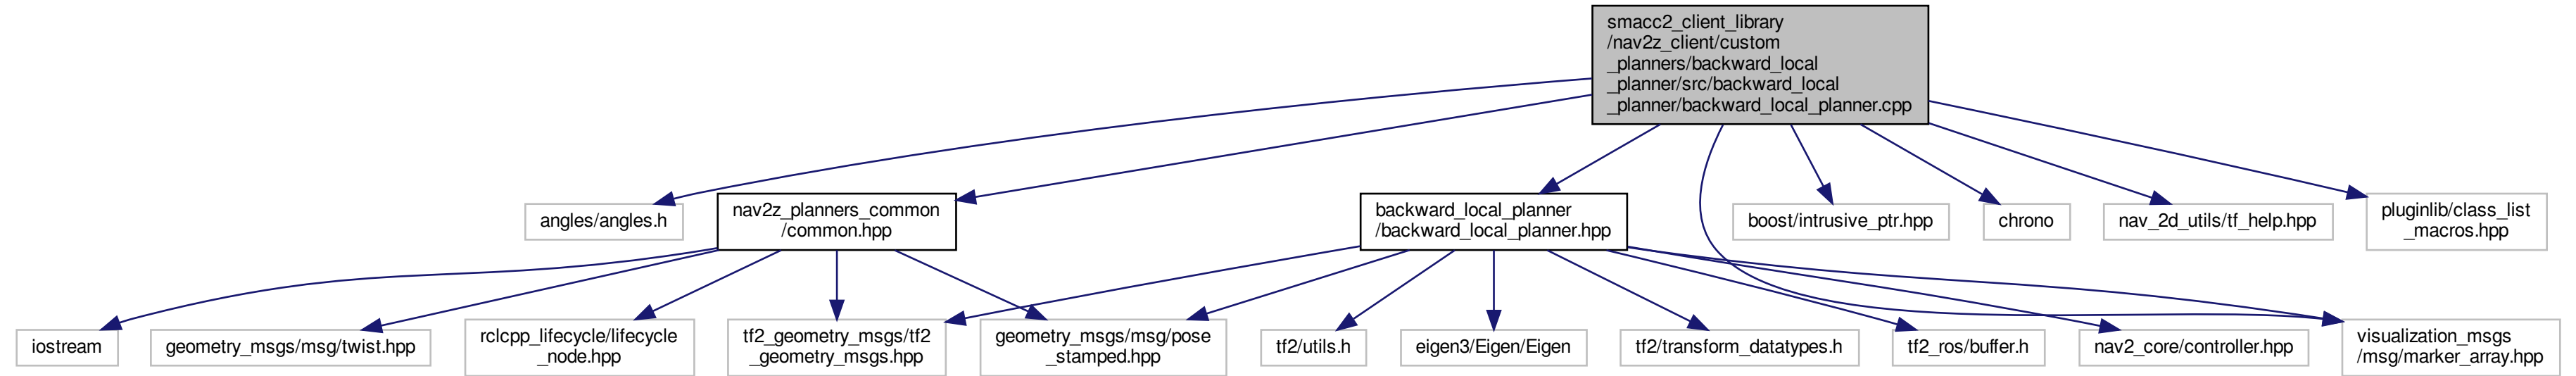 smacc2_client_library
/nav2z_client/custom
_planners/backward_local
_planner/src/backward_local
_planner/backward_local_planner.cpp
angles/angles.h
nav2z_planners_common
/common.hpp
backward_local_planner
/backward_local_planner.hpp
boost/intrusive_ptr.hpp
chrono
nav_2d_utils/tf_help.hpp
pluginlib/class_list
_macros.hpp
iostream
geometry_msgs/msg/twist.hpp
rclcpp_lifecycle/lifecycle
_node.hpp
tf2_geometry_msgs/tf2
_geometry_msgs.hpp
geometry_msgs/msg/pose
_stamped.hpp
tf2/utils.h
eigen3/Eigen/Eigen
tf2/transform_datatypes.h
tf2_ros/buffer.h
nav2_core/controller.hpp
visualization_msgs
/msg/marker_array.hpp